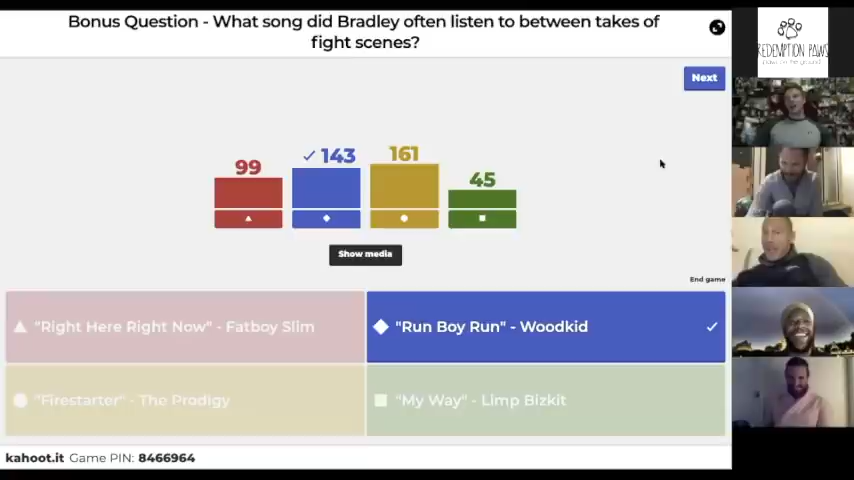 Bonus Question - What song did Bradley often listen to between takes of
fight scenes?
REDEMPTION PAWS
Next
99
143
161
45
Show media
End game
"Right Here Right Now" - Fatboy Slim
"Run Boy Run" - Woodkid
"Firestarter" - The Prodigy
"My Way" - Limp Bizkit
kahoot.it Game PIN: 8466964